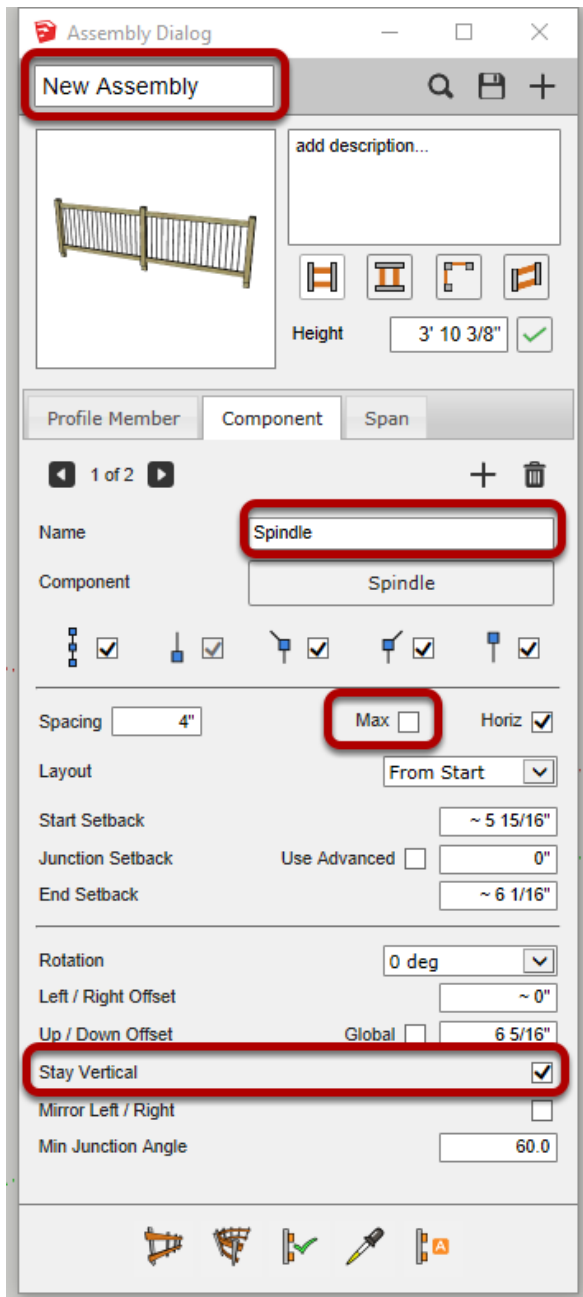 Assembly Dialog
New Assembly
add description...
Height 3' 10 3/8"
Profile Member Component Span
1 of 2
Name Spindle
Component Spindle
Spacing 4" Max Horiz
Layout From Start
Start Setback ~ 5 15/16"
Junction Setback Use Advanced 0"
End Setback ~ 6 1/16"
Rotation 0 deg
Left / Right Offset ~ 0"
Up / Down Offset Global 6 5/16"
Stay Vertical
Mirror Left / Right
Min Junction Angle 60.0
A